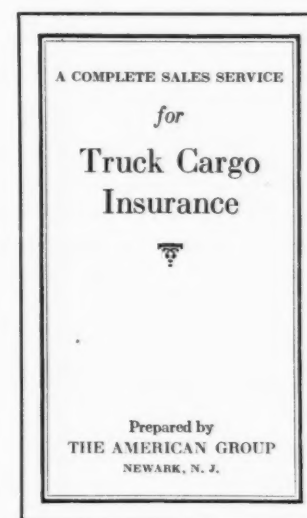 A COMPLETE SALES SERVICE
for
Truck Cargo
Insurance
Prepared by
THE AMERICAN GROUP
NEWARK, N. J.